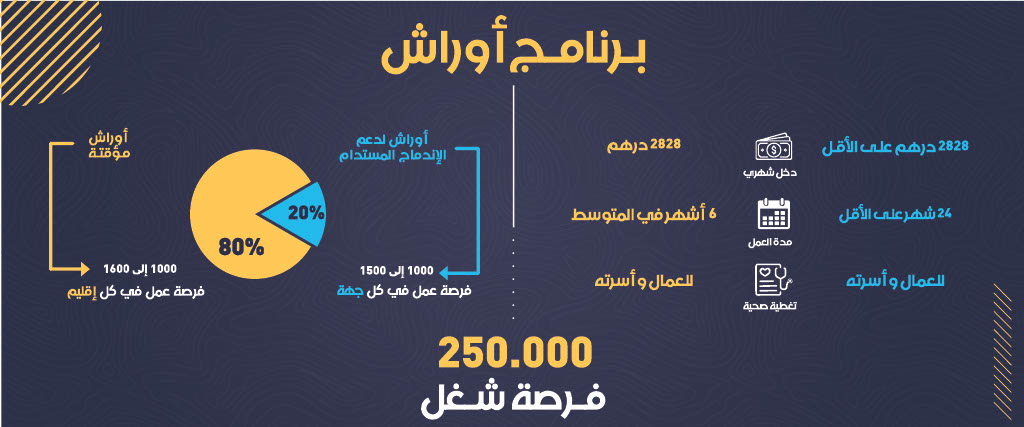 برنامج أوراش
2828 درهم على الأقل
دخل شهري
2828 درهم
24 شهر على الأقل
مدة العمل
6 أشهر في المتوسط
للعمال و أسرته
تغطية صحية
للعمال و أسرته
أوراش لدعم
الإندماج المستدام
20%
1000 إلى 1500
فرصة عمل في كل جهة
أوراش
مؤقتة
80%
1000 إلى 1600
فرصة عمل في كل إقليم
250.000
فرصة شغل